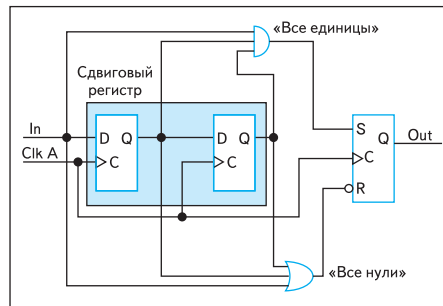 «Все единицы»
Сдвиговый
регистр
In
D Q
D Q
S
Q
Out
Clk A
C
C
C
R
«Все нули»